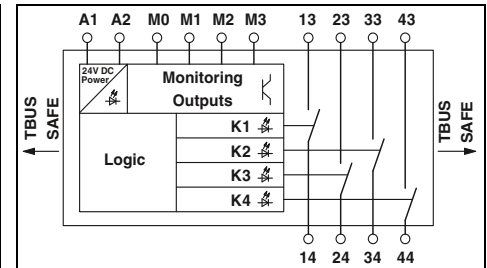 A1 A2 M0 M1 M2 M3 13 23 33 43
24V DC
Power
Monitoring
Outputs
TBUS
SAFE
Logic
K1
K2
K3
K4
TBUS
SAFE
14 24 34 44